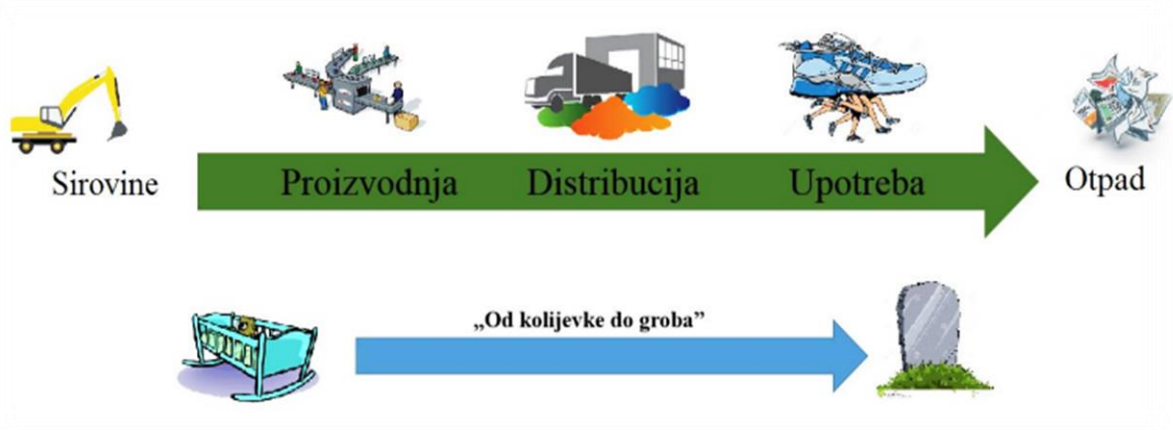 Sirovine
Proizvodnja
Distribucija
Upotreba
Otpad
„Od kolijevke do groba”